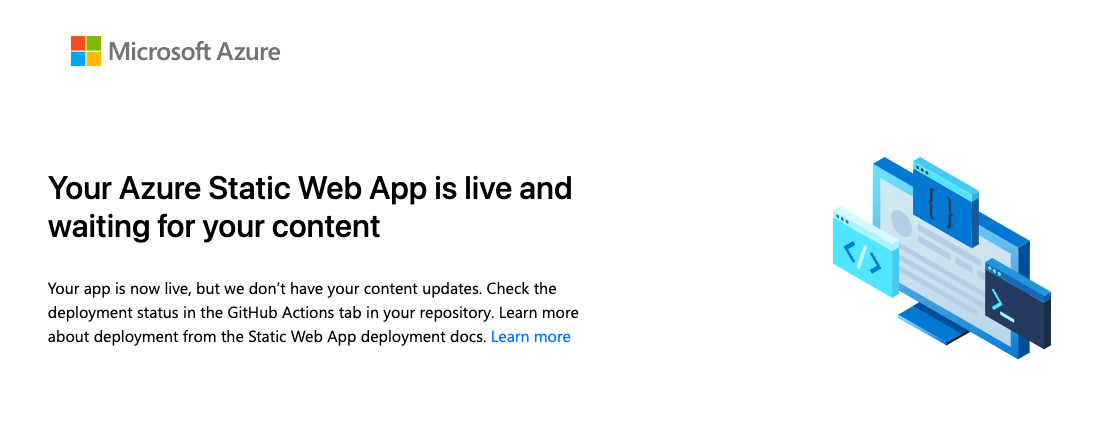 Microsoft Azure
Your Azure Static Web App is live and
waiting for your content
Your app is now live, but we don’t have your content updates. Check the
deployment status in the GitHub Actions tab in your repository. Learn more
about deployment from the Static Web App deployment docs. Learn more
{ }
</>
>_